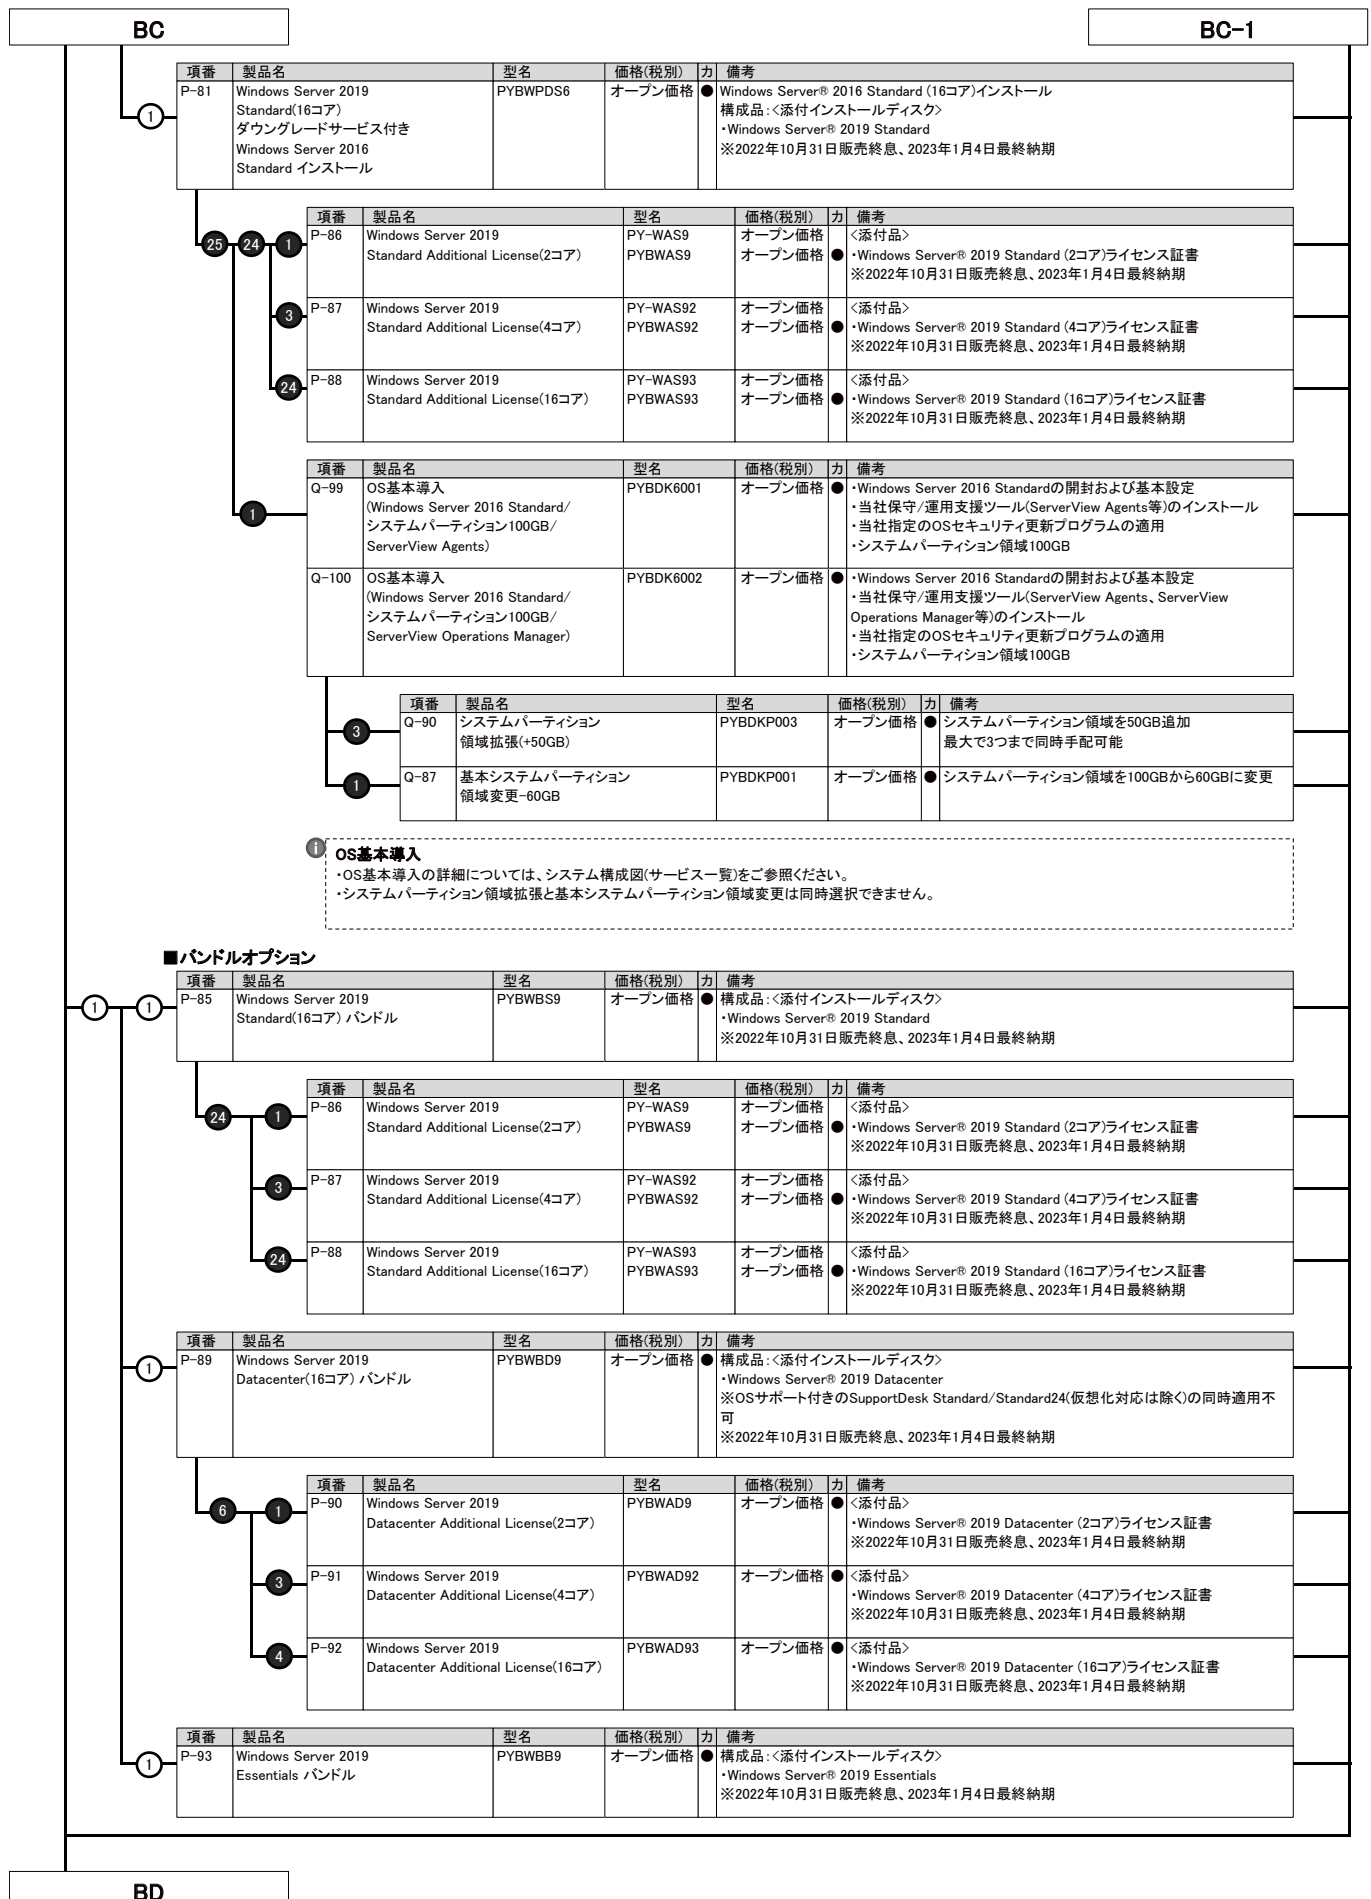 BC
BC-1
項番 製品名 型名 価格(税別) カ 備考
P-81 Windows Server 2019 PYBWPDS6 オープン価格 ● Windows Server® 2016 Standard (16コア)インストール
Standard(16コア) 構成品:<添付インストールディスク>
ダウングレードサービス付き ・Windows Server® 2019 Standard
Windows Server 2016 ※2022年10月31日販売終息、2023年1月4日最終納期
Standard インストール
1
項番 製品名 型名 価格(税別) カ 備考
25 24 1 P-86 Windows Server 2019 PY-WAS9 オープン価格 <添付品>
Standard Additional License(2コア) PYBWAS9 オープン価格 ● ・Windows Server® 2019 Standard (2コア)ライセンス証書
※2022年10月31日販売終息、2023年1月4日最終納期
3 P-87 Windows Server 2019 PY-WAS92 オープン価格 <添付品>
Standard Additional License(4コア) PYBWAS92 オープン価格 ● ・Windows Server® 2019 Standard (4コア)ライセンス証書
※2022年10月31日販売終息、2023年1月4日最終納期
24 P-88 Windows Server 2019 PY-WAS93 オープン価格 <添付品>
Standard Additional License(16コア) PYBWAS93 オープン価格 ● ・Windows Server® 2019 Standard (16コア)ライセンス証書
※2022年10月31日販売終息、2023年1月4日最終納期
項番 製品名 型名 価格(税別) カ 備考
Q-99 OS基本導入 PYBDK6001 オープン価格 ● ・Windows Server 2016 Standardの開封および基本設定
(Windows Server 2016 Standard/ ・当社保守/運用支援ツール(ServerView Agents等)のインストール
1 システムパーティション100GB/ ・当社指定のOSセキュリティ更新プログラムの適用
ServerView Agents) ・システムパーティション領域100GB
Q-100 OS基本導入 PYBDK6002 オープン価格 ● ・Windows Server 2016 Standardの開封および基本設定
(Windows Server 2016 Standard/ ・当社保守/運用支援ツール(ServerView Agents、ServerView
システムパーティション100GB/ Operations Manager等)のインストール
ServerView Operations Manager) ・当社指定のOSセキュリティ更新プログラムの適用
・システムパーティション領域100GB
項番 製品名 型名 価格(税別) カ 備考
3 Q-90 システムパーティション PYBDKP003 オープン価格 ● システムパーティション領域を50GB追加
領域拡張(+50GB) 最大で3つまで同時手配可能
1 Q-87 基本システムパーティション PYBDKP001 オープン価格 ● システムパーティション領域を100GBから60GBに変更
領域変更-60GB
i OS基本導入
・OS基本導入の詳細については、システム構成図(サービス一覧)をご参照ください。
・システムパーティション領域拡張と基本システムパーティション領域変更は同時選択できません。
■バンドルオプション
項番 製品名 型名 価格(税別) カ 備考
1 1 P-85 Windows Server 2019 PYBWBS9 オープン価格 ● 構成品:<添付インストールディスク>
Standard(16コア) バンドル ・Windows Server® 2019 Standard
※2022年10月31日販売終息、2023年1月4日最終納期
項番 製品名 型名 価格(税別) カ 備考
24 1 P-86 Windows Server 2019 PY-WAS9 オープン価格 <添付品>
Standard Additional License(2コア) PYBWAS9 オープン価格 ● ・Windows Server® 2019 Standard (2コア)ライセンス証書
※2022年10月31日販売終息、2023年1月4日最終納期
3 P-87 Windows Server 2019 PY-WAS92 オープン価格 <添付品>
Standard Additional License(4コア) PYBWAS92 オープン価格 ● ・Windows Server® 2019 Standard (4コア)ライセンス証書
※2022年10月31日販売終息、2023年1月4日最終納期
24 P-88 Windows Server 2019 PY-WAS93 オープン価格 <添付品>
Standard Additional License(16コア) PYBWAS93 オープン価格 ● ・Windows Server® 2019 Standard (16コア)ライセンス証書
※2022年10月31日販売終息、2023年1月4日最終納期
項番 製品名 型名 価格(税別) カ 備考
1 P-89 Windows Server 2019 PYBWBD9 オープン価格 ● 構成品:<添付インストールディスク>
Datacenter(16コア) バンドル ・Windows Server® 2019 Datacenter
※OSサポート付きのSupportDesk Standard/Standard24(仮想化対応は除く)の同時適用不
可
※2022年10月31日販売終息、2023年1月4日最終納期
項番 製品名 型名 価格(税別) カ 備考
6 1 P-90 Windows Server 2019 PYBWAD9 オープン価格 ● <添付品>
Datacenter Additional License(2コア) ・Windows Server® 2019 Datacenter (2コア)ライセンス証書
※2022年10月31日販売終息、2023年1月4日最終納期
3 P-91 Windows Server 2019 PYBWAD92 オープン価格 ● <添付品>
Datacenter Additional License(4コア) ・Windows Server® 2019 Datacenter (4コア)ライセンス証書
※2022年10月31日販売終息、2023年1月4日最終納期
4 P-92 Windows Server 2019 PYBWAD93 オープン価格 ● <添付品>
Datacenter Additional License(16コア) ・Windows Server® 2019 Datacenter (16コア)ライセンス証書
※2022年10月31日販売終息、2023年1月4日最終納期
項番 製品名 型名 価格(税別) カ 備考
1 P-93 Windows Server 2019 PYBWBB9 オープン価格 ● 構成品:<添付インストールディスク>
Essentials バンドル ・Windows Server® 2019 Essentials
※2022年10月31日販売終息、2023年1月4日最終納期
BD